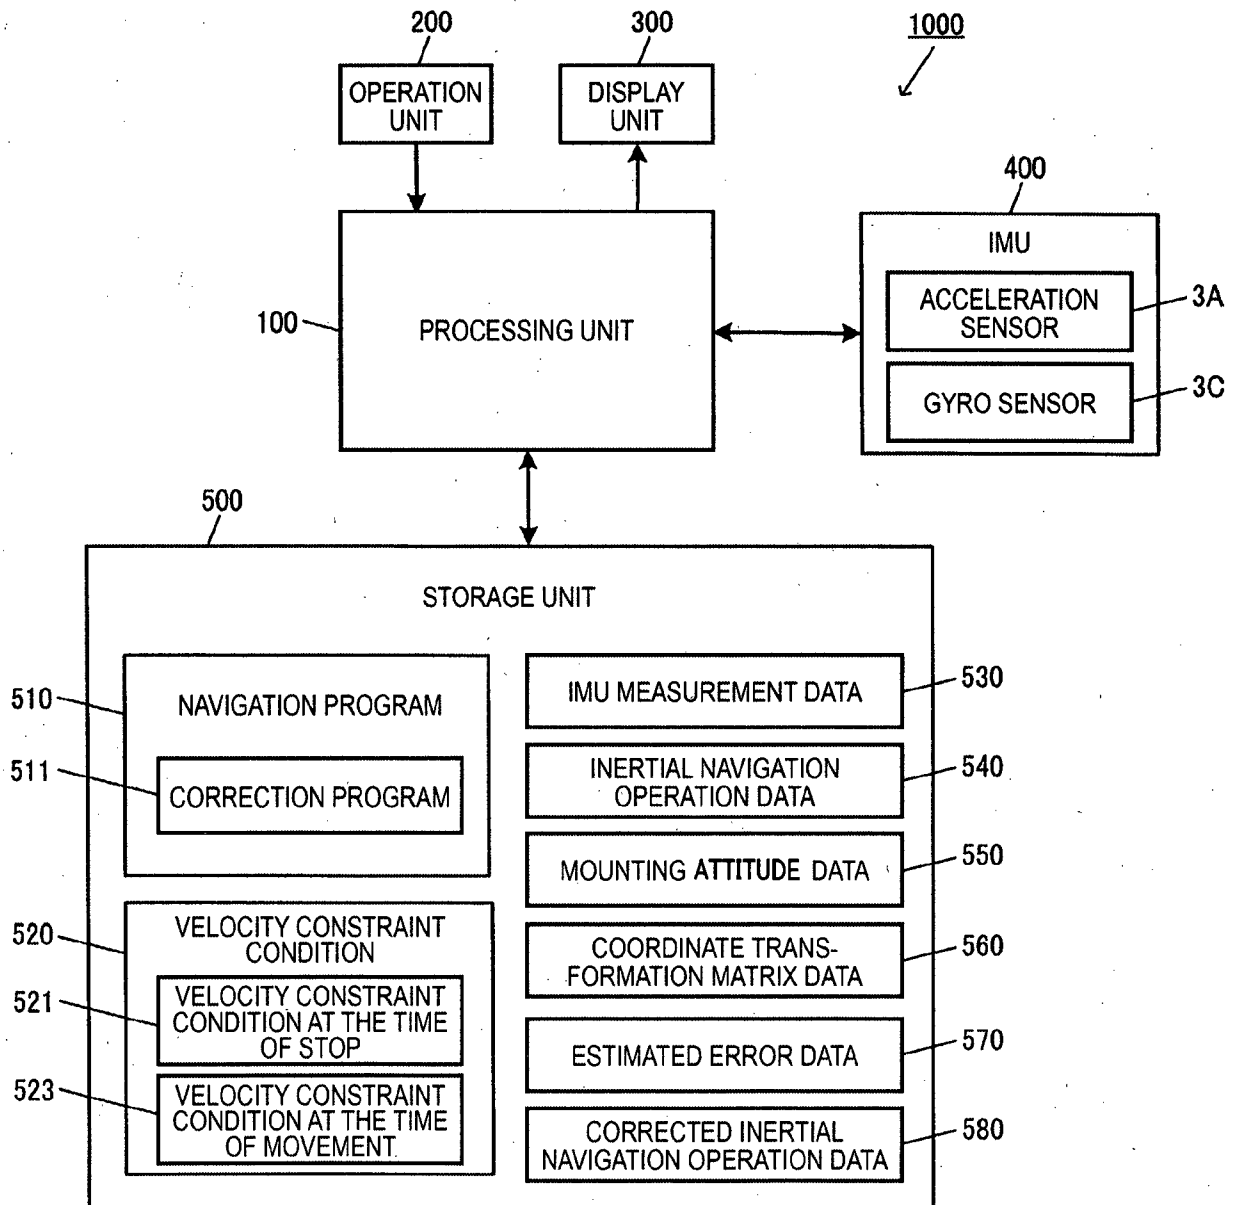 200
300
1000
OPERATION
UNIT
DISPLAY
UNIT
400
IMU
100
PROCESSING UNIT
ACCELERATION
SENSOR
3A
GYRO SENSOR
3C
500
STORAGE UNIT
510
NAVIGATION PROGRAM
511
CORRECTION PROGRAM
520
VELOCITY CONSTRAINT
CONDITION
521
VELOCITY CONSTRAINT
CONDITION AT THE TIME
OF STOP
523
VELOCITY CONSTRAINT
CONDITION AT THE TIME
OF MOVEMENT
IMU MEASUREMENT DATA
530
INERTIAL NAVIGATION
OPERATION DATA
540
MOUNTING ATTITUDE DATA
550
COORDINATE TRANS-
FORMATION MATRIX DATA
560
ESTIMATED ERROR DATA
570
CORRECTED INERTIAL
NAVIGATION OPERATION DATA
580